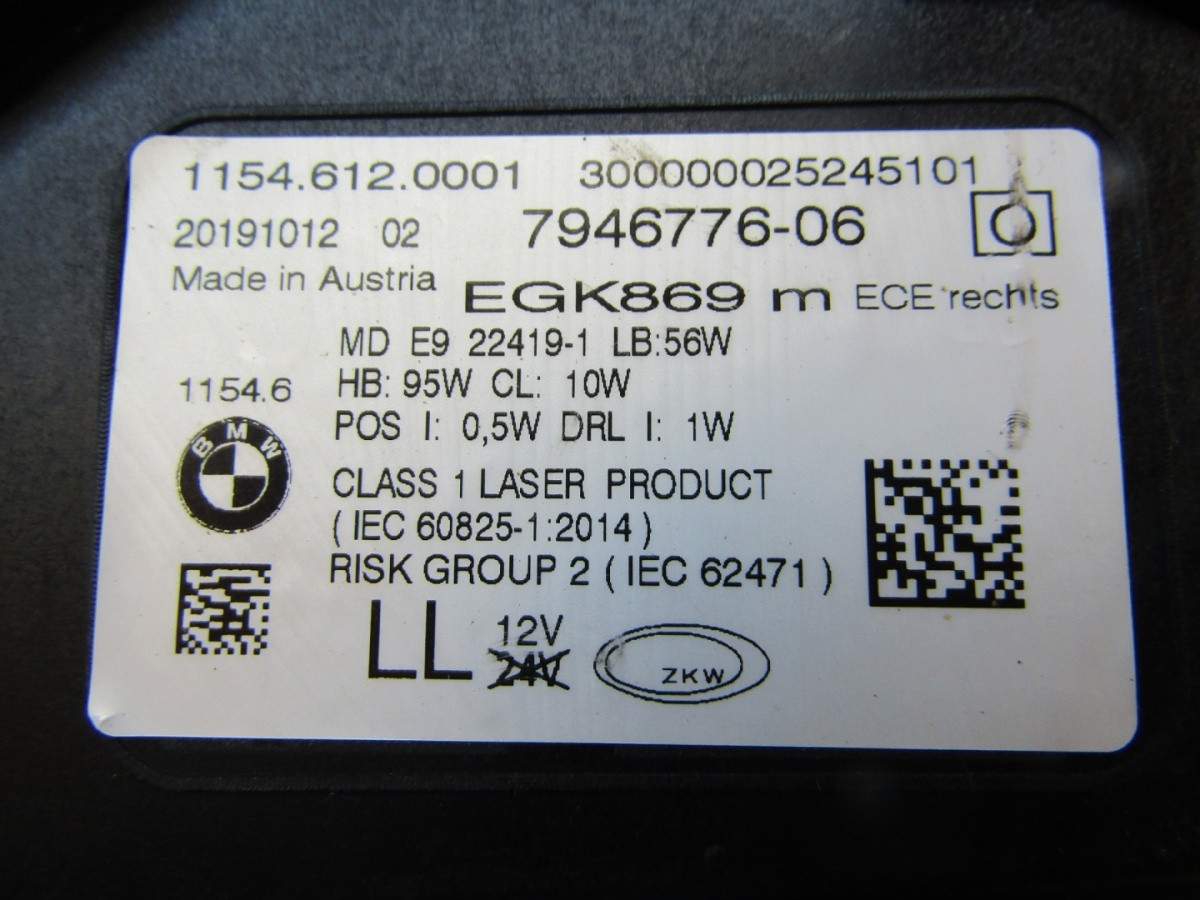 1154.612.0001 300000025245101
20191012 02 7946776-06
Made in Austria EGK869 m ECE rechts
MD E9 22419-1 LB:56W
1154.6 HB: 95W CL: 10W
POS I: 0,5W DRL I: 1W
BMW
CLASS 1 LASER PRODUCT
(IEC 60825-1:2014)
RISK GROUP 2 (IEC 62471)
LL 12V
24V
ZKW